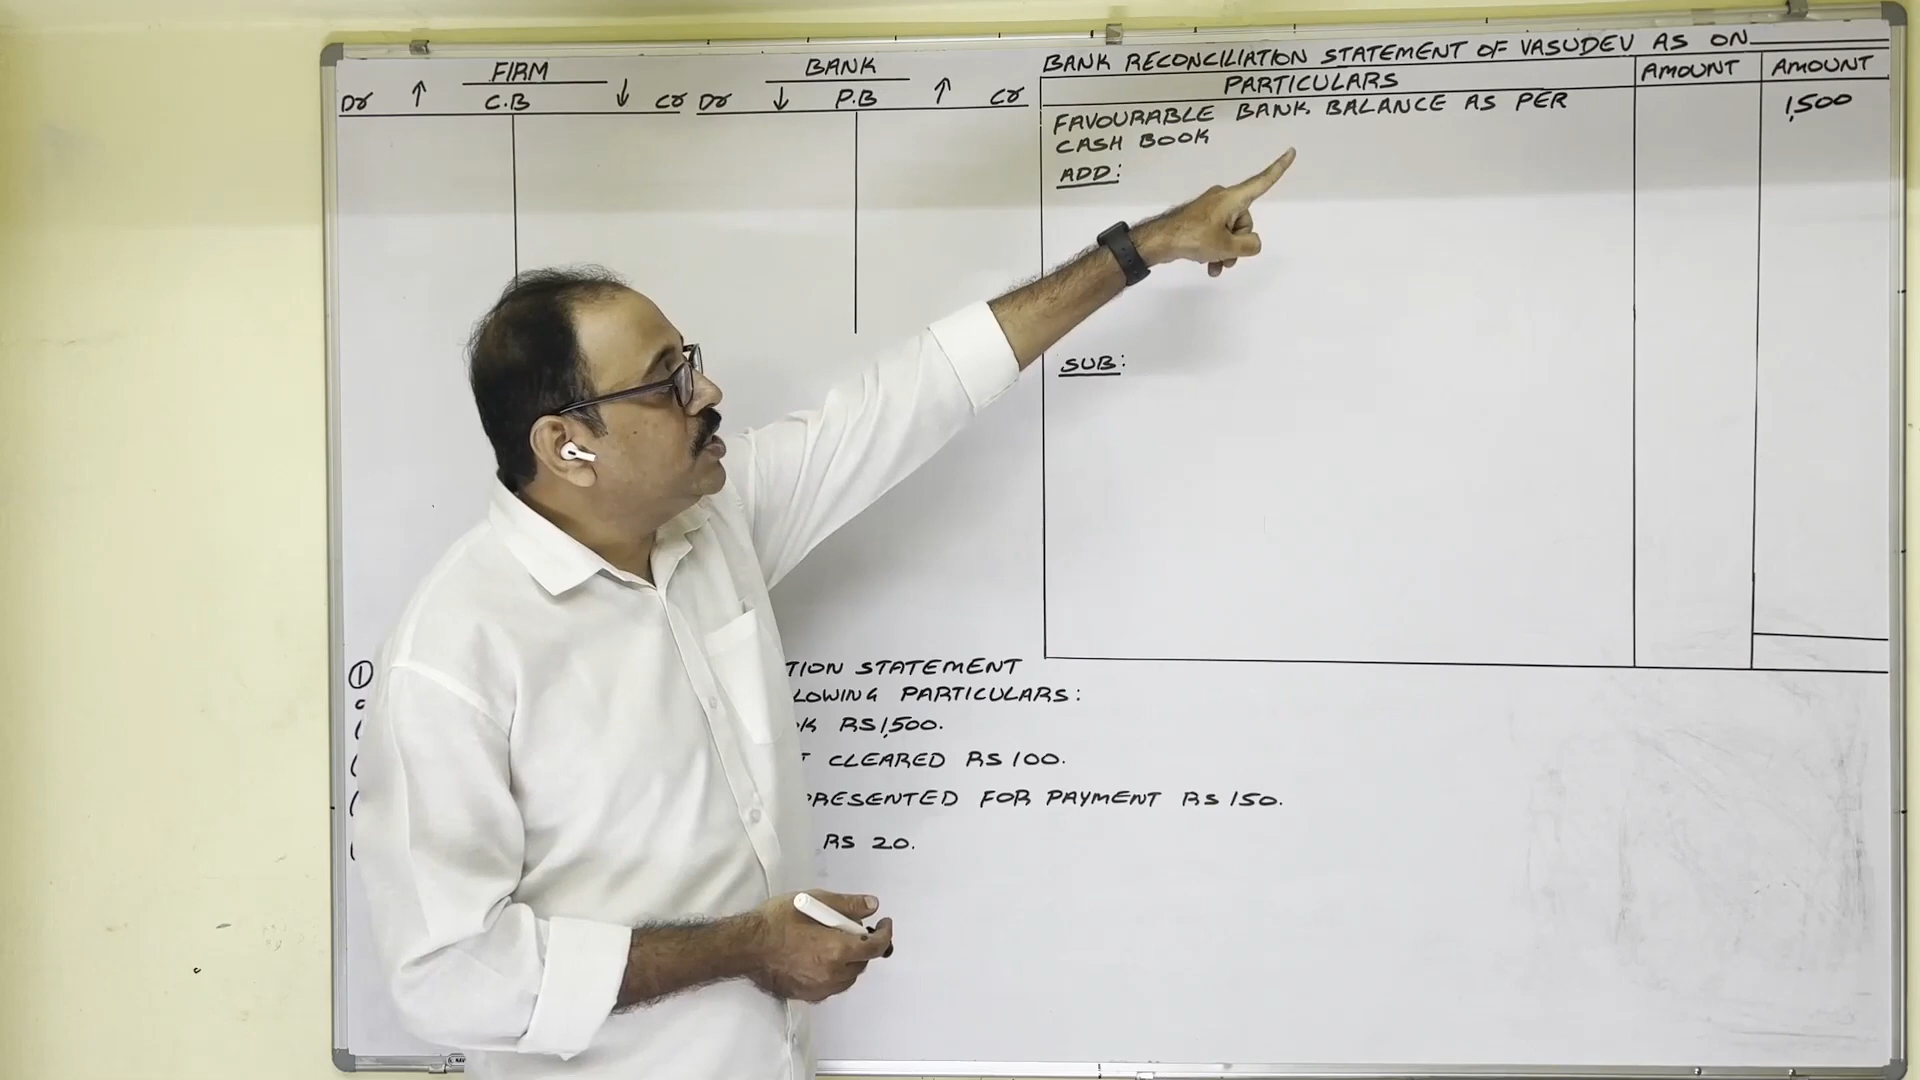 FIRM
Dr ↑ C.B ↓ Cr
BANK
Dr ↓ P.B ↑ Cr
BANK RECONCILIATION STATEMENT OF VASUDEV AS ON
PARTICULARS AMOUNT AMOUNT
FAVOURABLE BANK BALANCE AS PER 1,500
CASH BOOK
ADD:
SUB:
① TION STATEMENT
LOWING PARTICULARS:
K RS1,500.
CLEARED RS 100.
PRESENTED FOR PAYMENT RS 150.
RS 20.